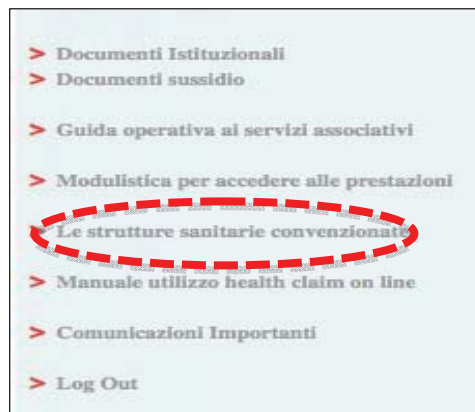 > Documenti Istituzionali
> Documenti sussidio
> Guida operativa ai servizi associativi
> Modulistica per accedere alle prestazioni
> Le strutture sanitarie convenzionate
> Manuale utilizzo health claim on line
> Comunicazioni Importanti
> Log Out